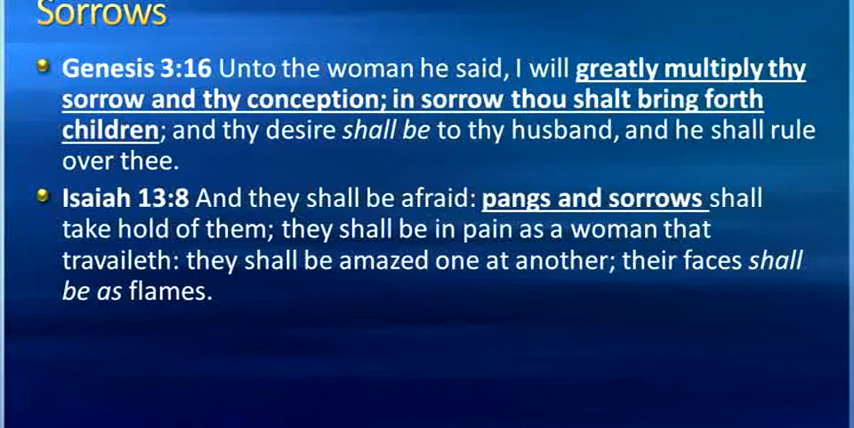 Sorrows
Genesis 3:16 Unto the woman he said, I will greatly multiply thy
sorrow and thy conception; in sorrow thou shalt bring forth
children; and thy desire shall be to thy husband, and he shall rule
over thee.
Isaiah 13:8 And they shall be afraid: pangs and sorrows shall
take hold of them; they shall be in pain as a woman that
travaileth: they shall be amazed one at another; their faces shall
be as flames.